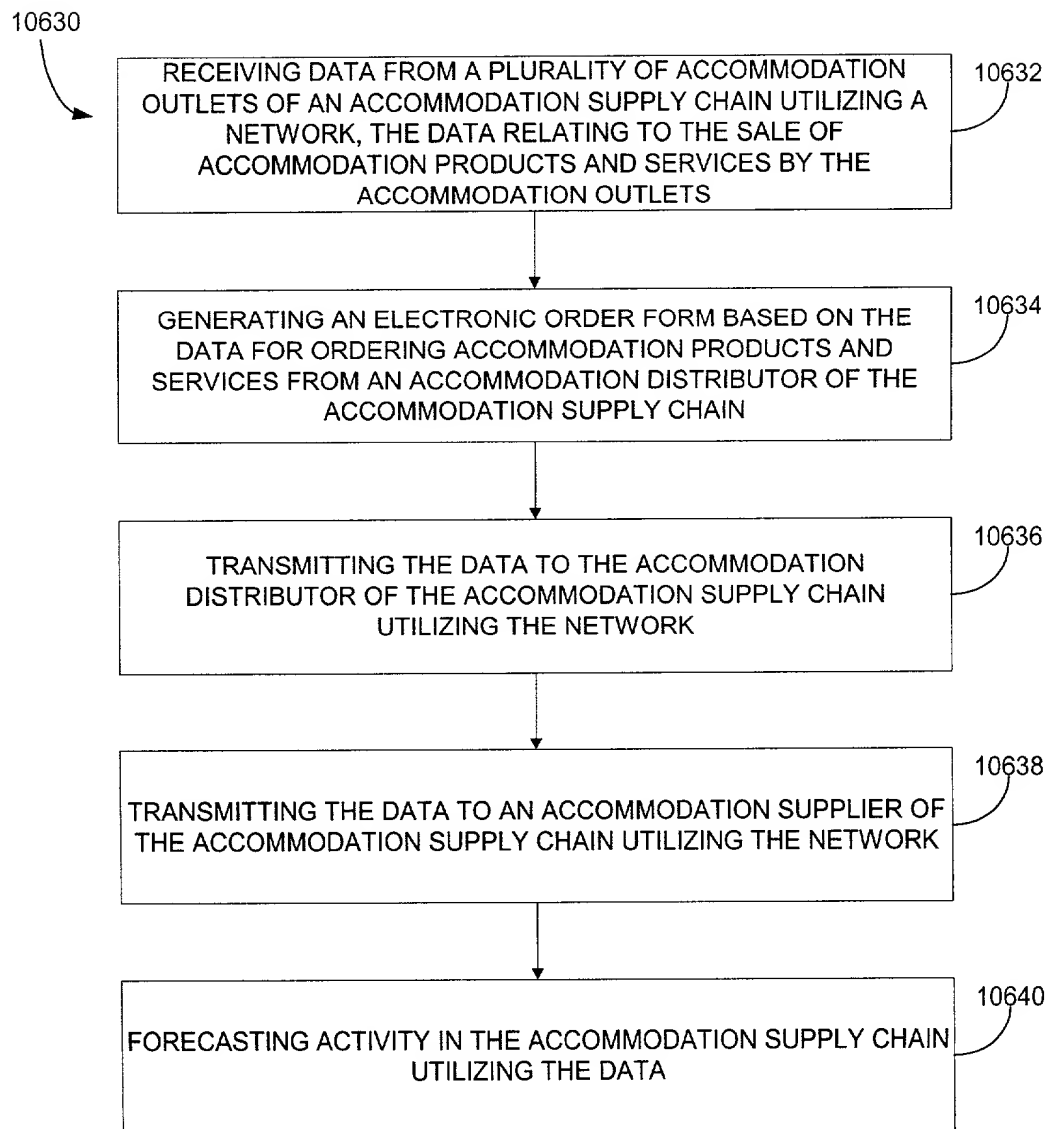 10630
RECEIVING DATA FROM A PLURALITY OF ACCOMMODATION
OUTLETS OF AN ACCOMMODATION SUPPLY CHAIN UTILIZING A
NETWORK, THE DATA RELATING TO THE SALE OF
ACCOMMODATION PRODUCTS AND SERVICES BY THE
ACCOMMODATION OUTLETS
10632
GENERATING AN ELECTRONIC ORDER FORM BASED ON THE
DATA FOR ORDERING ACCOMMODATION PRODUCTS AND
SERVICES FROM AN ACCOMMODATION DISTRIBUTOR OF THE
ACCOMMODATION SUPPLY CHAIN
10634
TRANSMITTING THE DATA TO THE ACCOMMODATION
DISTRIBUTOR OF THE ACCOMMODATION SUPPLY CHAIN
UTILIZING THE NETWORK
10636
TRANSMITTING THE DATA TO AN ACCOMMODATION SUPPLIER OF
THE ACCOMMODATION SUPPLY CHAIN UTILIZING THE NETWORK
10638
FORECASTING ACTIVITY IN THE ACCOMMODATION SUPPLY CHAIN
UTILIZING THE DATA
10640